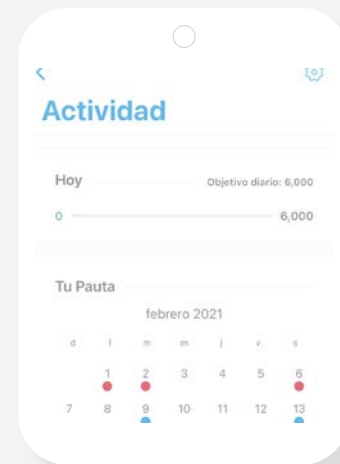 Actividad
Hoy Objetivo diario: 6,000
0 6,000
Tu Pauta
febrero 2021
d l m m j v s
1 2 3 4 5 6
7 8 9 10 11 12 13